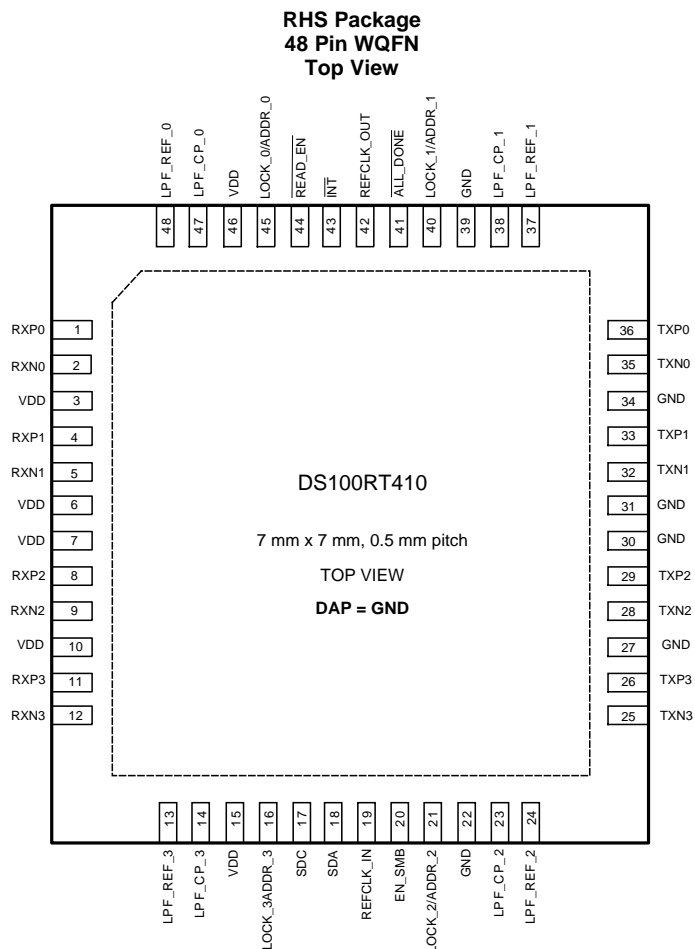 RHS Package
48 Pin WQFN
Top View
LPF_REF_0
LPF_CP_0
VDD
LOCK_0/ADDR_0
READ_EN
INT
REFCLK_OUT
ALL_DONE
LOCK_1/ADDR_1
GND
LPF_CP_1
LPF_REF_1
48
47
46
45
44
43
42
41
40
39
38
37
RXP0 1
RXN0 2
VDD 3
RXP1 4
RXN1 5
VDD 6
VDD 7
RXP2 8
RXN2 9
VDD 10
RXP3 11
RXN3 12
DS100RT410
7 mm x 7 mm, 0.5 mm pitch
TOP VIEW
DAP = GND
36 TXP0
35 TXN0
34 GND
33 TXP1
32 TXN1
31 GND
30 GND
29 TXP2
28 TXN2
27 GND
26 TXP3
25 TXN3
13
14
15
16
17
18
19
20
21
22
23
24
LPF_REF_3
LPF_CP_3
VDD
LOCK_3ADDR_3
SDC
SDA
REFCLK_IN
EN_SMB
LOCK_2/ADDR_2
GND
LPF_CP_2
LPF_REF_2